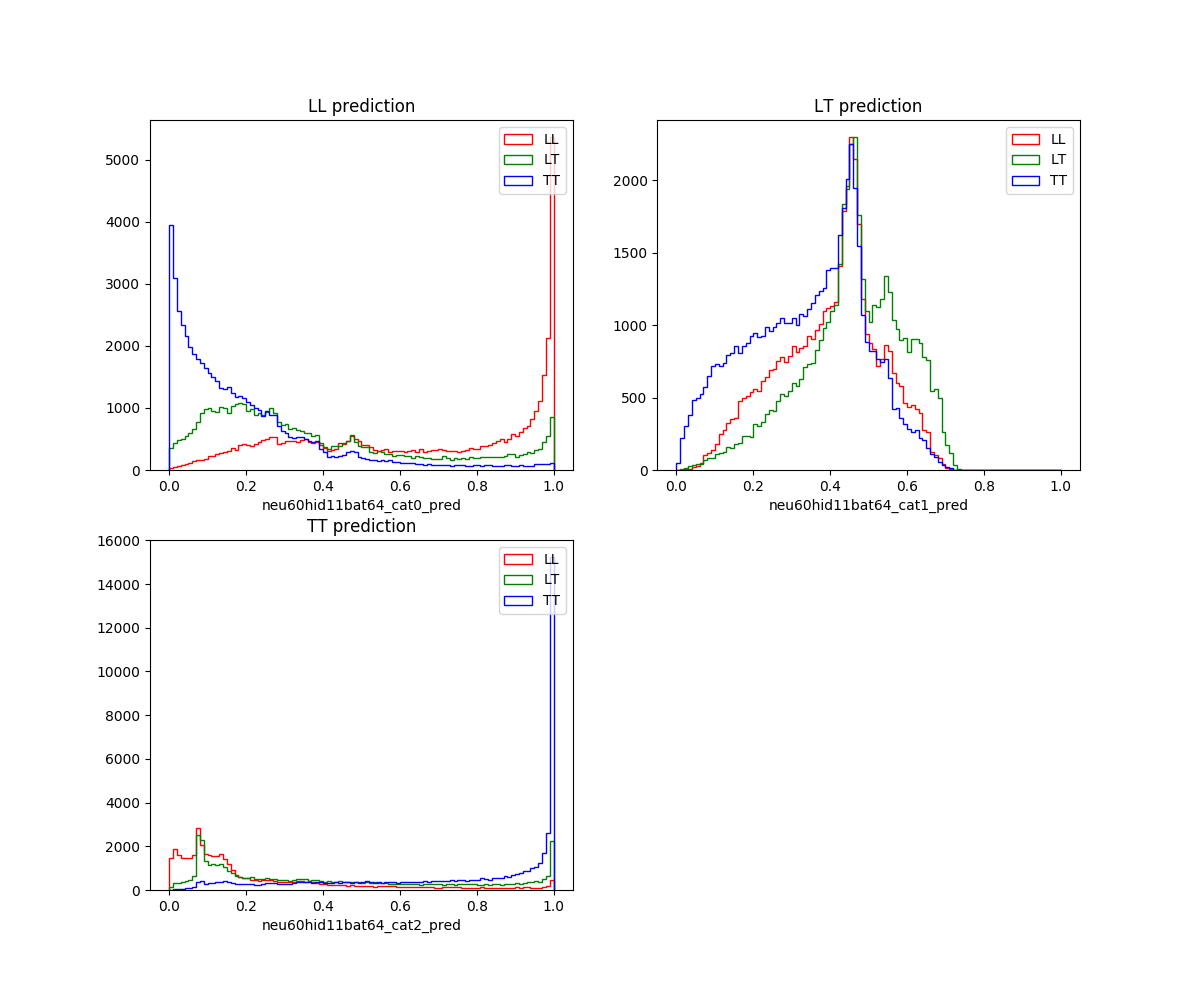 LL prediction
5000
4000
3000
2000
1000
0
0.0 0.2 0.4 0.6 0.8 1.0
neu60hid11bat64_cat0_pred
LL
LT
TT
LT prediction
2000
1500
1000
500
0
0.0 0.2 0.4 0.6 0.8 1.0
neu60hid11bat64_cat1_pred
LL
LT
TT
TT prediction
16000
14000
12000
10000
8000
6000
4000
2000
0
0.0 0.2 0.4 0.6 0.8 1.0
neu60hid11bat64_cat2_pred
LL
LT
TT